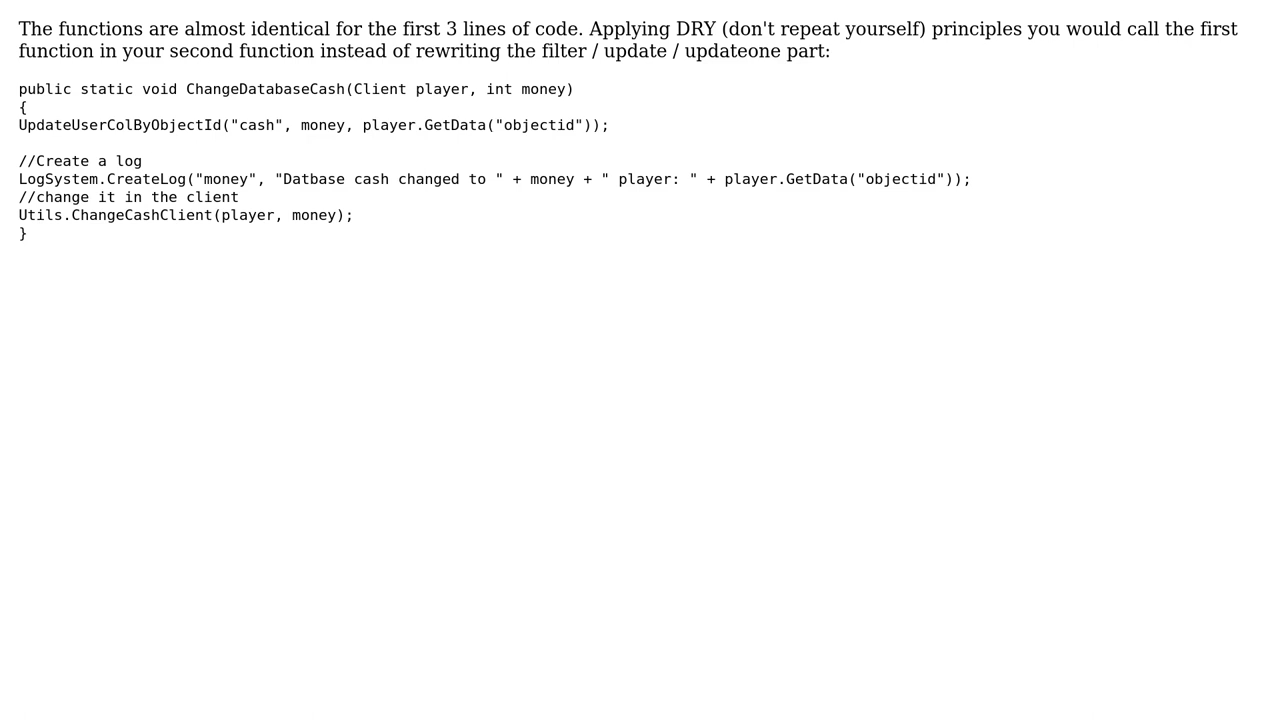 The functions are almost identical for the first 3 lines of code. Applying DRY (don't repeat yourself) principles you would call the first
function in your second function instead of rewriting the filter / update / updateone part:
public static void ChangeDatabaseCash(Client player, int money)
{
UpdateUserColByObjectId("cash", money, player.GetData("objectid"));
//Create a log
LogSystem.CreateLog("money", "Datbase cash changed to " + money + " player: " + player.GetData("objectid"));
//change it in the client
Utils.ChangeCashClient(player, money);
}